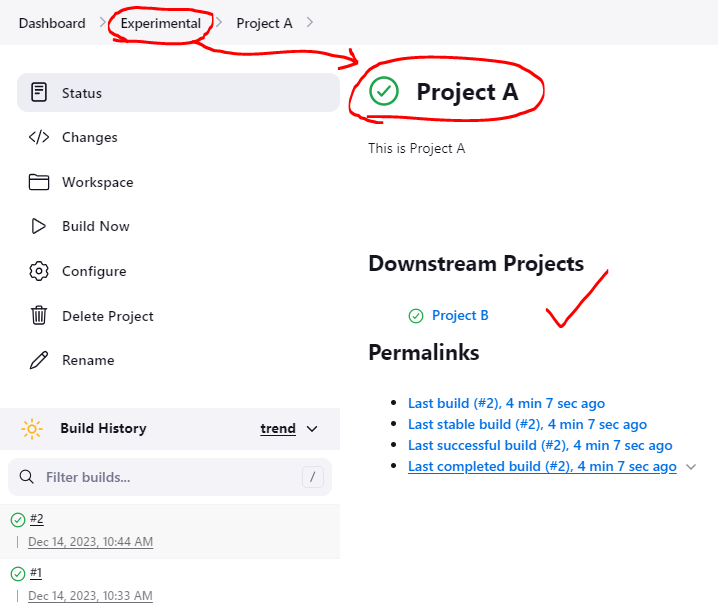 Dashboard > Experimental > Project A >
Status
Changes
Workspace
Build Now
Configure
Delete Project
Rename
Build History trend
Filter builds... /
#2
Dec 14, 2023, 10:44 AM
#1
Dec 14, 2023, 10:33 AM
Project A
This is Project A
Downstream Projects
Project B
Permalinks
Last build (#2), 4 min 7 sec ago
Last stable build (#2), 4 min 7 sec ago
Last successful build (#2), 4 min 7 sec ago
Last completed build (#2), 4 min 7 sec ago